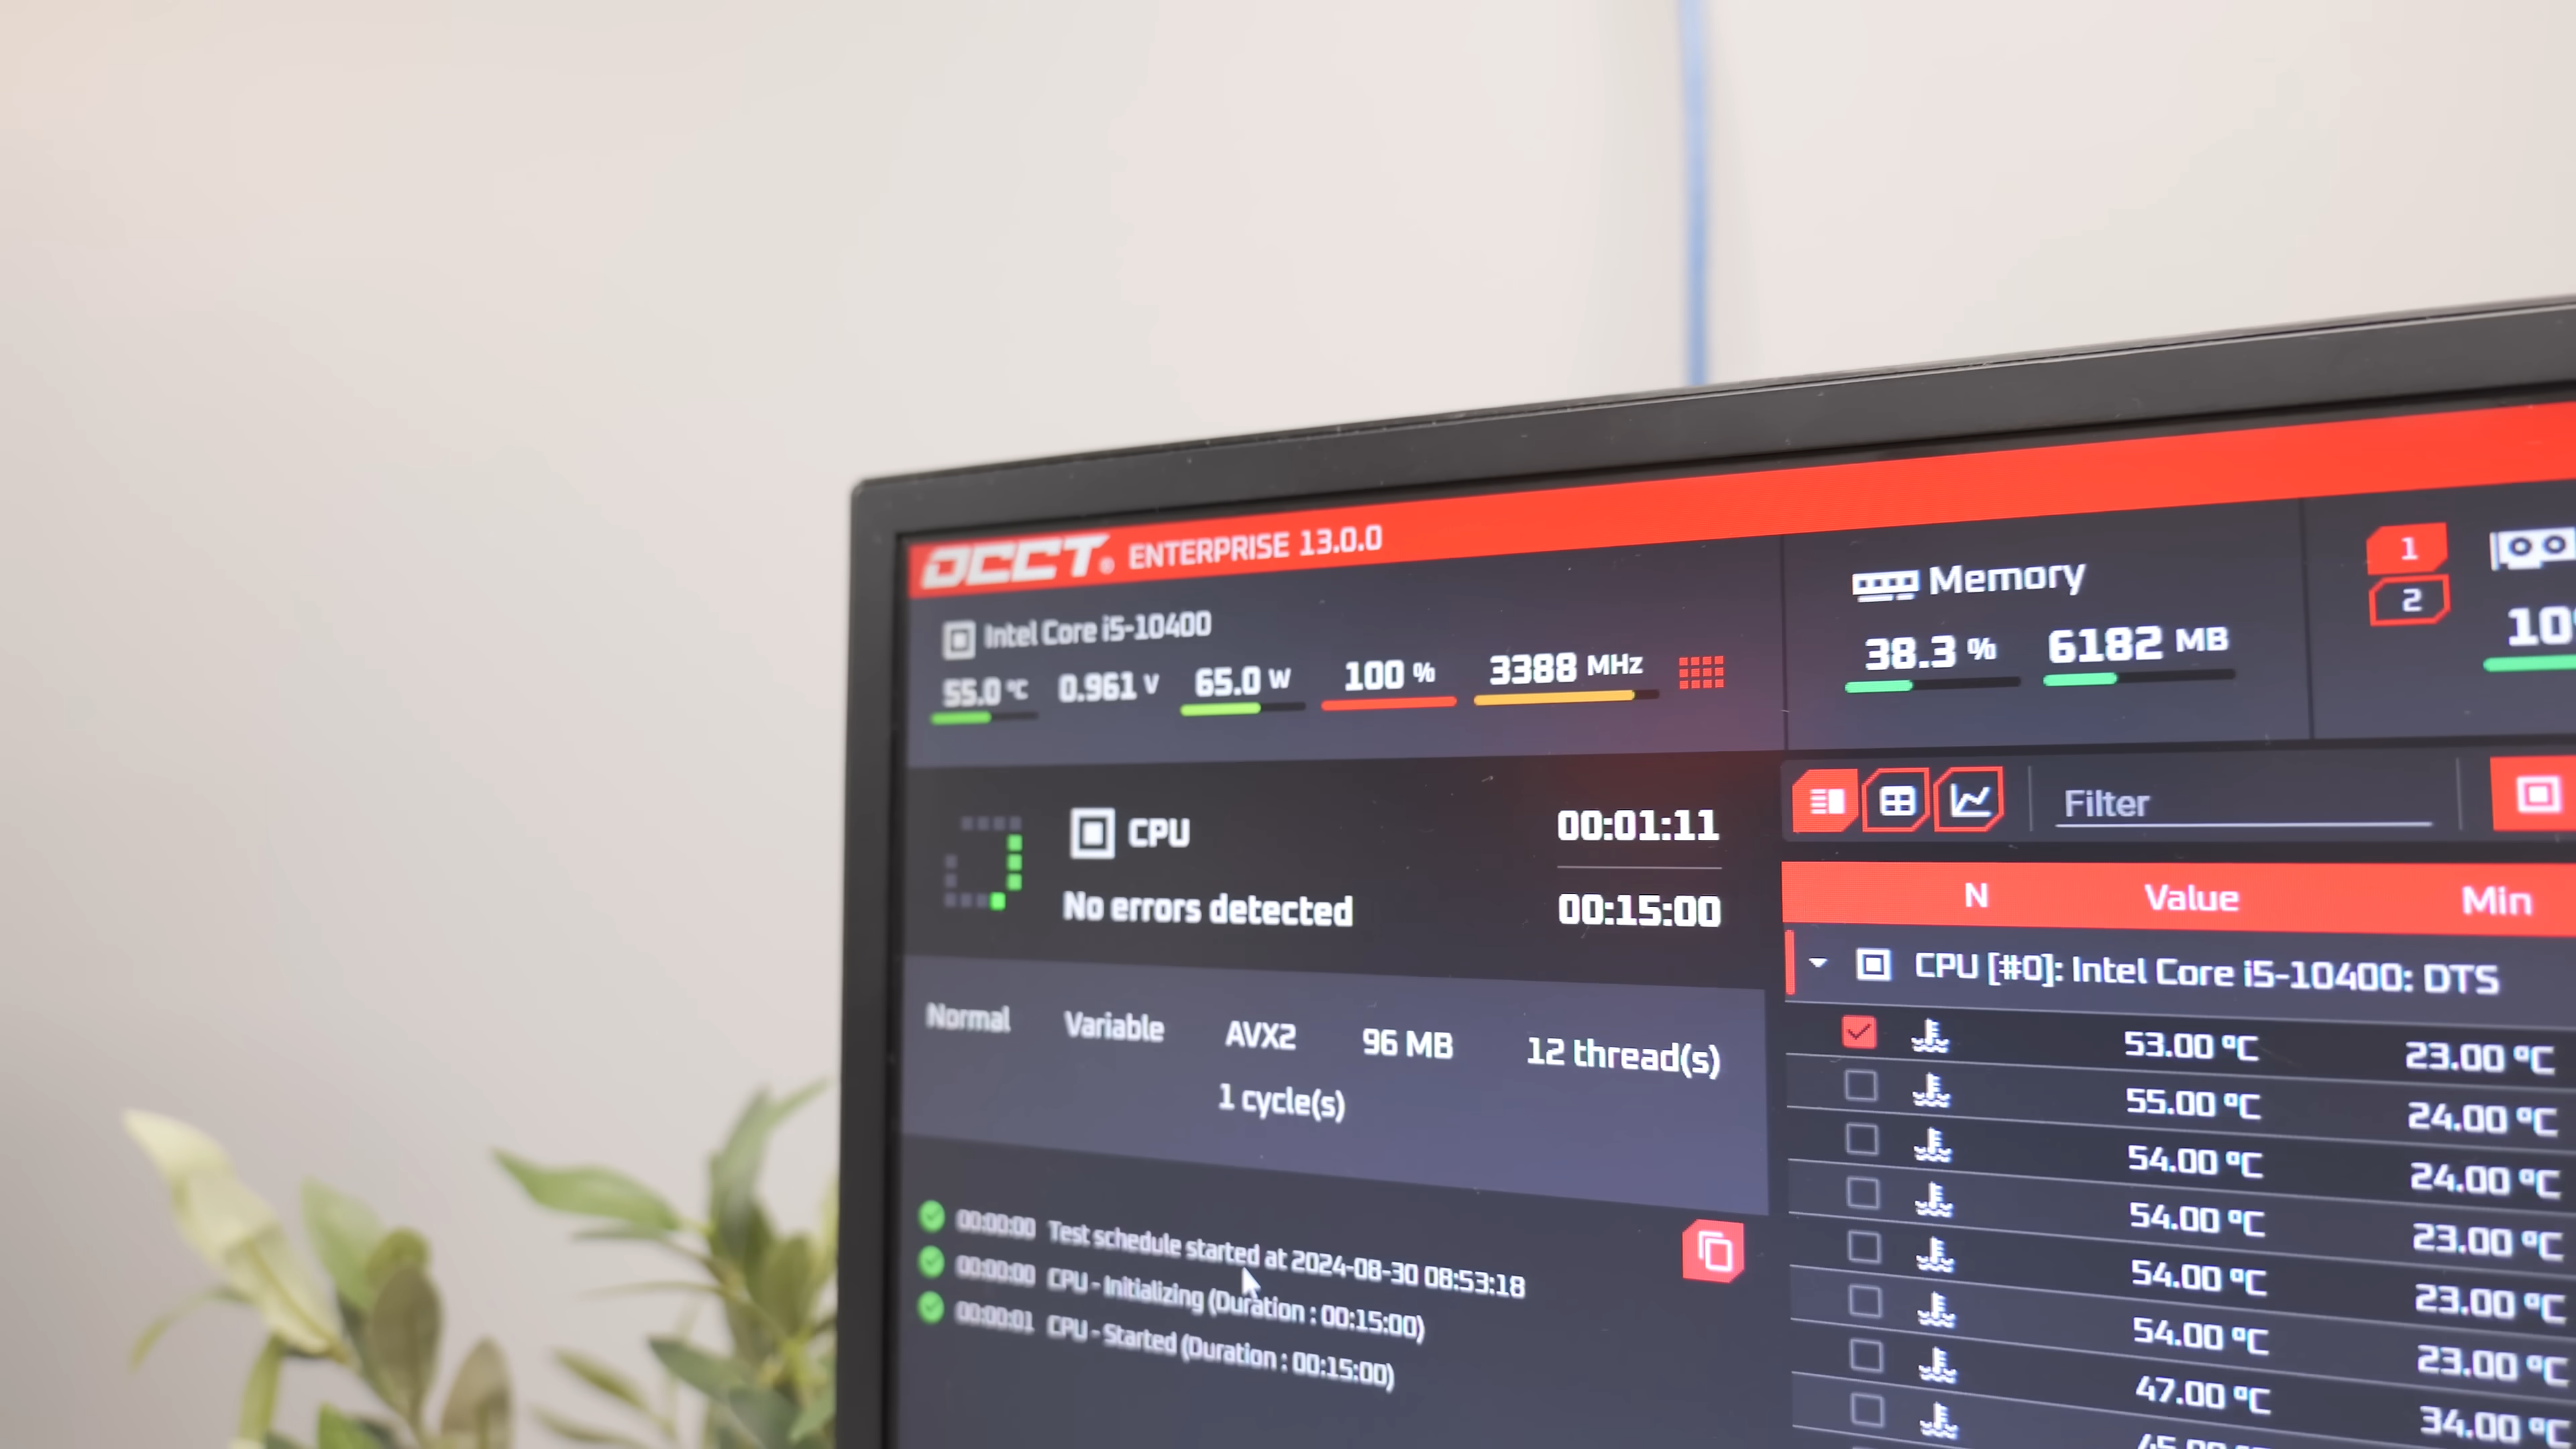 OCCT® ENTERPRISE 13.0.0
Intel Core i5-10400
55.0 °C 0.961 V 65.0 W 100 % 3388 MHz
Memory
38.3 % 6182 MB
1
2
CPU
00:01:11
No errors detected
00:15:00
Normal Variable AVX2 96 MB 12 thread(s)
1 cycle(s)
00:00:00 Test schedule started at 2024-08-30 08:53:18
00:00:00 CPU - Initializing (Duration : 00:15:00)
00:00:01 CPU - Started (Duration : 00:15:00)
Filter
N Value Min
CPU [#0]: Intel Core i5-10400: DTS
53.00 °C 23.00 °C
55.00 °C 24.00 °C
54.00 °C 24.00 °C
54.00 °C 23.00 °C
54.00 °C 23.00 °C
54.00 °C 23.00 °C
47.00 °C 34.00 °C